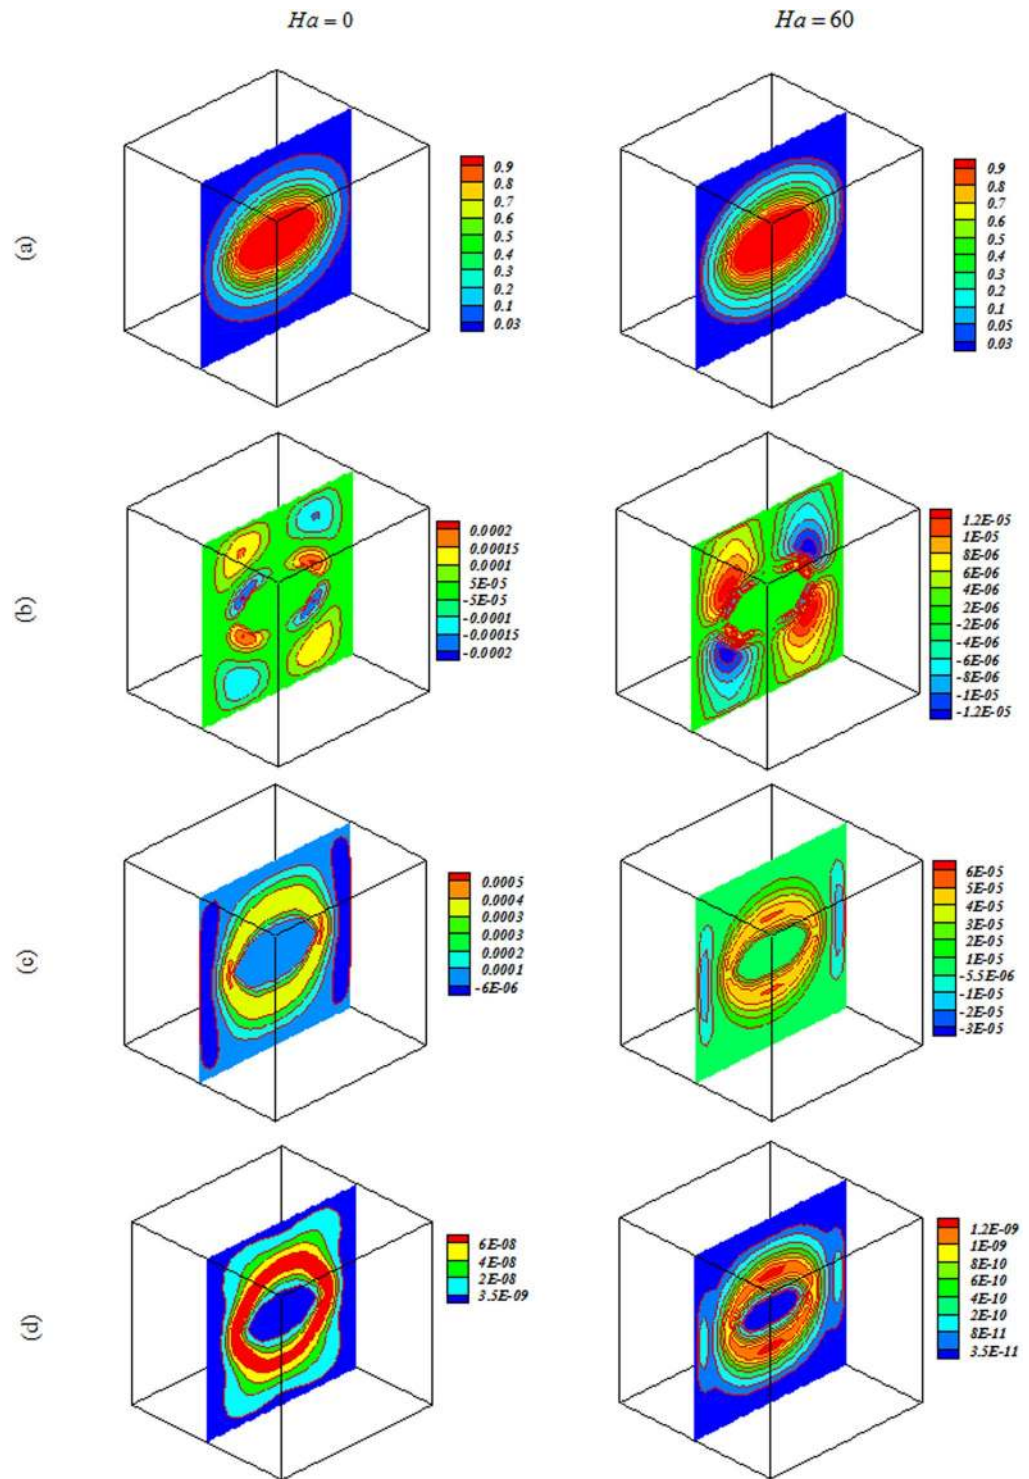 Ha = 0
Ha = 60
(a)
0.9
0.8
0.7
0.6
0.5
0.4
0.3
0.2
0.1
0.03
0.9
0.8
0.7
0.6
0.5
0.4
0.3
0.2
0.1
0.05
0.03
(b)
0.0002
0.00015
0.0001
5E-05
-5E-05
-0.0001
-0.00015
-0.0002
1.2E-05
1E-05
8E-06
6E-06
4E-06
2E-06
-2E-06
-4E-06
-6E-06
-8E-06
-1E-05
-1.2E-05
(c)
0.0005
0.0004
0.0003
0.0003
0.0002
0.0001
-6E-06
6E-05
5E-05
4E-05
3E-05
2E-05
1E-05
-5.5E-06
-1E-05
-2E-05
-3E-05
(d)
6E-08
4E-08
2E-08
3.5E-09
1.2E-09
1E-09
8E-10
6E-10
4E-10
2E-10
8E-11
3.5E-11